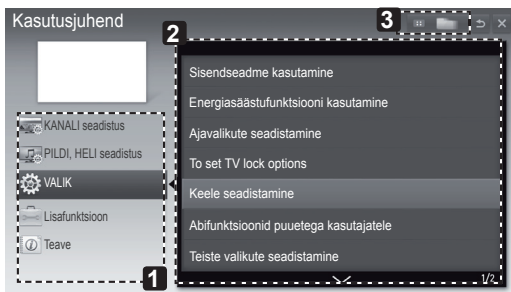 Kasutusjuhend
3
2
Sisendseadme kasutamine
Energiasäästufunktsiooni kasutamine
Ajavalikute seadistamine
To set TV lock options
Keele seadistamine
Abifunktsioonid puuetega kasutajatele
Teiste valikute seadistamine
1/2
KANALI seadistus
PILDI, HELI seadistus
VALIK
Lisafunktsioon
Teave
1